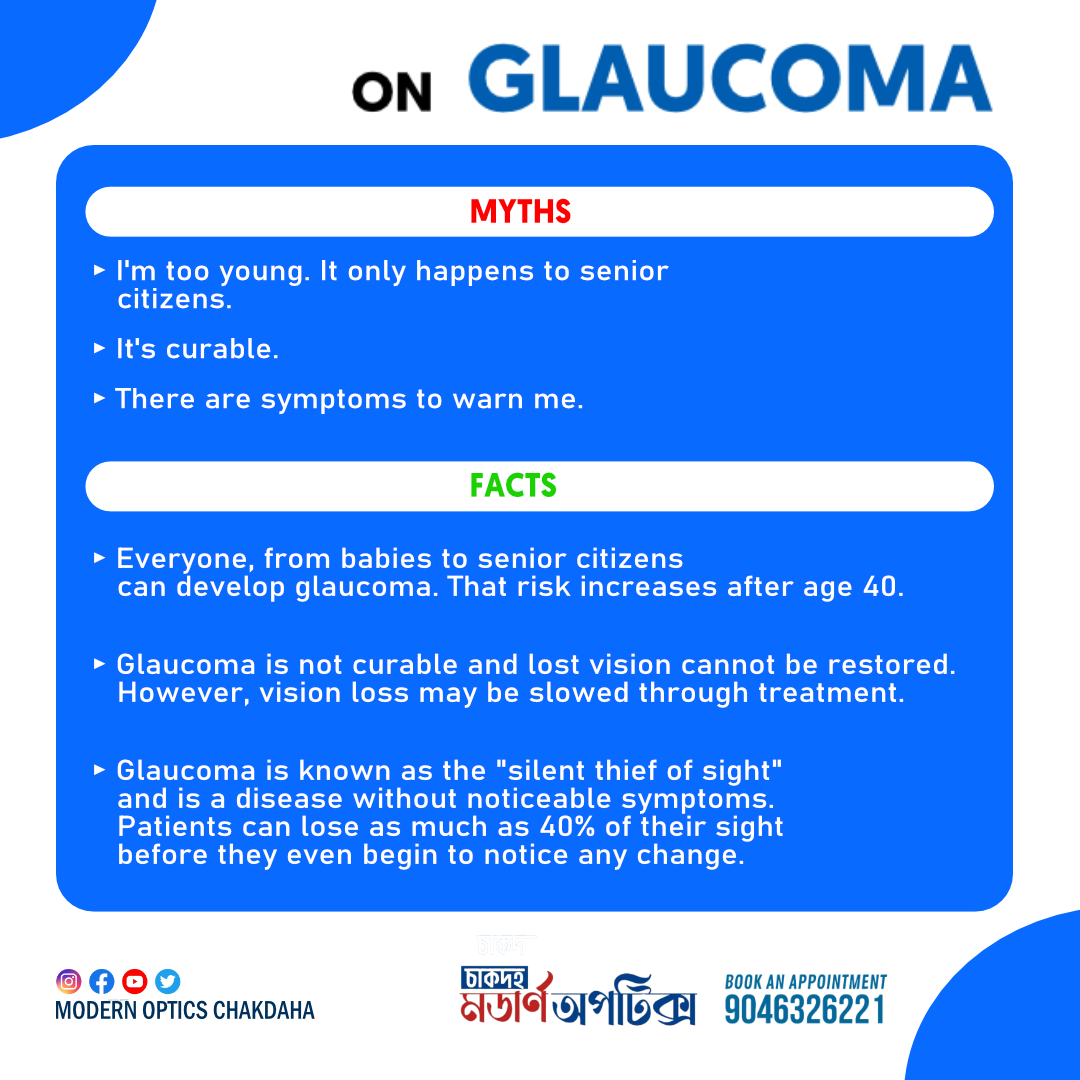 ON GLAUCOMA
MYTHS
▸ I'm too young. It only happens to senior
citizens.
▸ It's curable.
▸ There are symptoms to warn me.
FACTS
▸ Everyone, from babies to senior citizens
can develop glaucoma. That risk increases after age 40.
▸ Glaucoma is not curable and lost vision cannot be restored.
However, vision loss may be slowed through treatment.
▸ Glaucoma is known as the "silent thief of sight"
and is a disease without noticeable symptoms.
Patients can lose as much as 40% of their sight
before they even begin to notice any change.
MODERN OPTICS CHAKDAHA
চাকদহ
মডার্ণ অপটিক্স
BOOK AN APPOINTMENT
9046326221